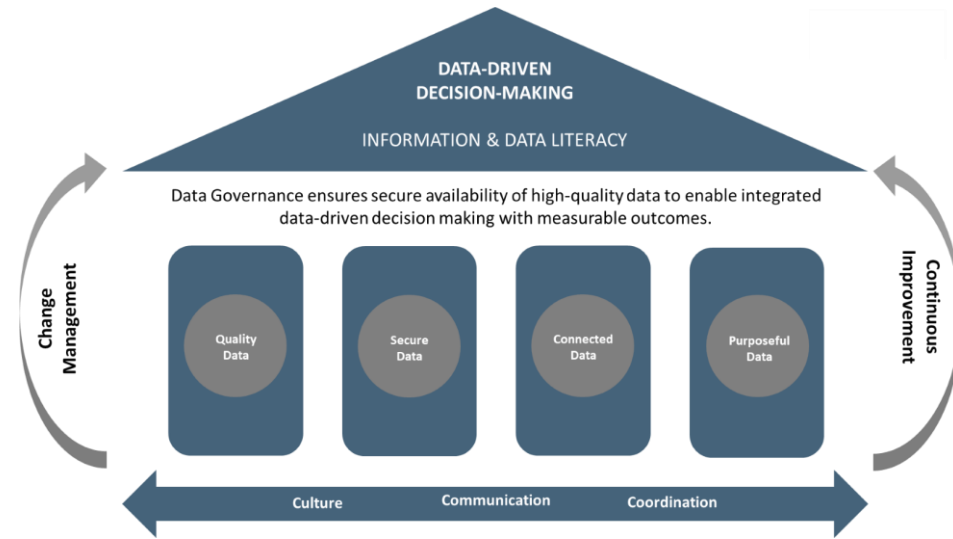 DATA-DRIVEN
DECISION-MAKING
INFORMATION & DATA LITERACY
Data Governance ensures secure availability of high-quality data to enable integrated
data-driven decision making with measurable outcomes.
Change
Management
Quality
Data
Secure
Data
Connected
Data
Purposeful
Data
Continuous
Improvement
Culture
Communication
Coordination